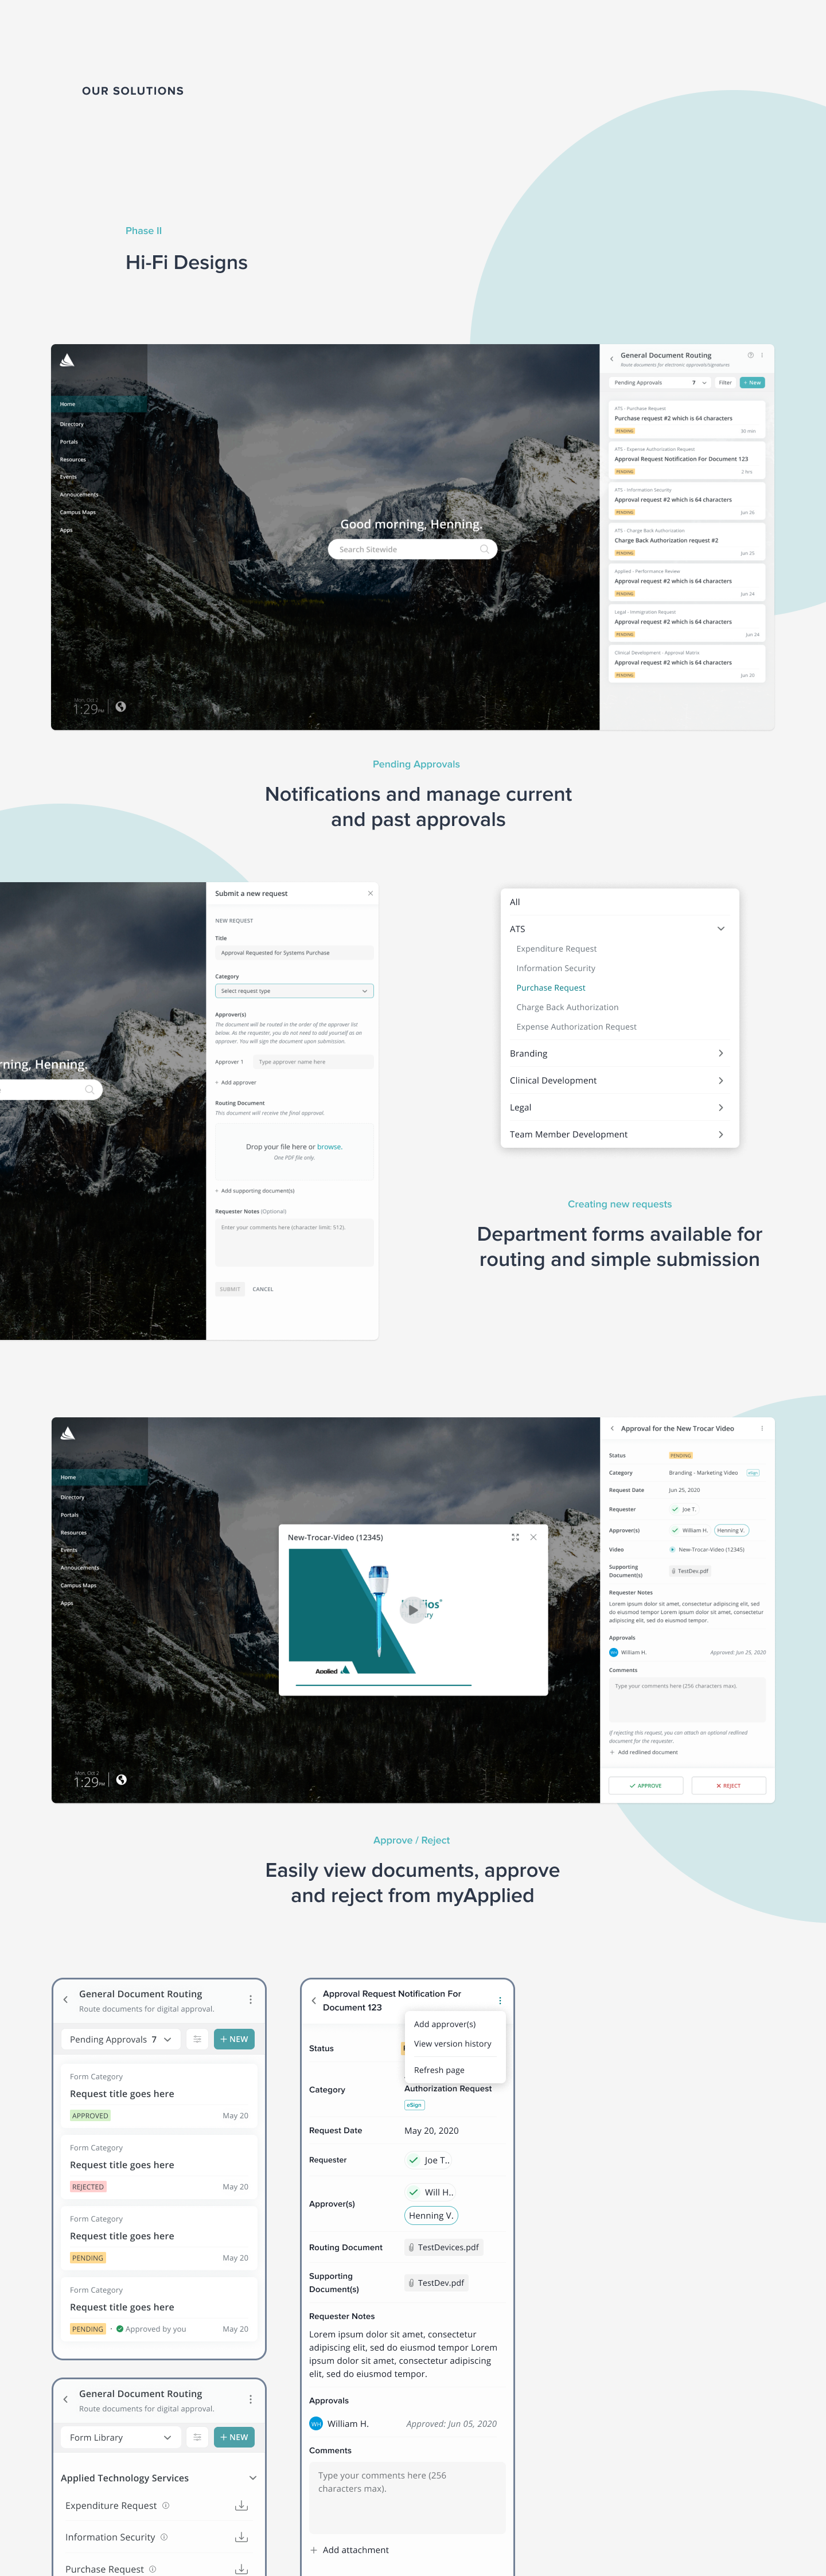 OUR SOLUTIONS
Phase II
Hi-Fi Designs
Home
Directory
Portals
Resources
Events
Annoucements
Campus Maps
Apps
Good morning, Henning.
Search Sitewide
Mon, Oct 2
1:29PM
General Document Routing
Route documents for electronic approvals/signatures
Pending Approvals 7
Filter
+ New
ATS - Purchase Request
Purchase request #2 which is 64 characters
PENDING 30 min
ATS - Expense Authorization Request
Approval Request Notification For Document 123
PENDING 2 hrs
ATS - Information Security
Approval request #2 which is 64 characters
PENDING Jun 26
ATS - Charge Back Authorization
Charge Back Authorization request #2
PENDING Jun 25
Applied - Performance Review
Approval request #2 which is 64 characters
PENDING Jun 24
Legal - Immigration Request
Approval request #2 which is 64 characters
PENDING Jun 24
Clinical Development - Approval Matrix
Approval request #2 which is 64 characters
PENDING Jun 20
Pending Approvals
Notifications and manage current
and past approvals
rning, Henning.
Submit a new request
NEW REQUEST
Title
Approval Requested for Systems Purchase
Category
Select request type
Approver(s)
The document will be routed in the order of the approver list
below. As the requester, you do not need to add yourself as an
approver. You will sign the document upon submission.
Approver 1 Type approver name here
+ Add approver
Routing Document
This document will receive the final approval.
Drop your file here or browse.
One PDF file only.
+ Add supporting document(s)
Requester Notes (Optional)
Enter your comments here (character limit: 512).
SUBMIT CANCEL
All
ATS
Expenditure Request
Information Security
Purchase Request
Charge Back Authorization
Expense Authorization Request
Branding
Clinical Development
Legal
Team Member Development
Creating new requests
Department forms available for
routing and simple submission
Home
Directory
Portals
Resources
Events
Annoucements
Campus Maps
Apps
Mon, Oct 2
1:29PM
New-Trocar-Video (12345)
Applied
Approval for the New Trocar Video
Status PENDING
Category Branding - Marketing Video eSign
Request Date Jun 25, 2020
Requester Joe T.
Approver(s) William H. Henning V.
Video New-Trocar-Video (12345)
Supporting
Document(s)
TestDev.pdf
Requester Notes
Lorem ipsum dolor sit amet, consectetur adipiscing elit, sed
do eiusmod tempor Lorem ipsum dolor sit amet, consectetur
adipiscing elit, sed do eiusmod tempor.
Approvals
WH William H. Approved: Jun 25, 2020
Comments
Type your comments here (256 characters max).
If rejecting this request, you can attach an optional redlined
document for the requester.
+ Add redlined document
APPROVE
REJECT
Approve / Reject
Easily view documents, approve
and reject from myApplied
General Document Routing
Route documents for digital approval.
Pending Approvals 7
+ NEW
Form Category
Request title goes here
APPROVED May 20
Form Category
Request title goes here
REJECTED May 20
Form Category
Request title goes here
PENDING May 20
Form Category
Request title goes here
PENDING • Approved by you May 20
General Document Routing
Route documents for digital approval.
Form Library
+ NEW
Applied Technology Services
Expenditure Request
Information Security
Purchase Request
Approval Request Notification For
Document 123
Add approver(s)
View version history
Refresh page
Status
Category
Authorization Request
eSign
Request Date May 20, 2020
Requester Joe T..
Approver(s)
Will H..
Henning V.
Routing Document TestDevices.pdf
Supporting
Document(s)
TestDev.pdf
Requester Notes
Lorem ipsum dolor sit amet, consectetur
adipiscing elit, sed do eiusmod tempor Lorem
ipsum dolor sit amet, consectetur adipiscing
elit, sed do eiusmod tempor.
Approvals
WH William H. Approved: Jun 05, 2020
Comments
Type your comments here (256
characters max).
+ Add attachment